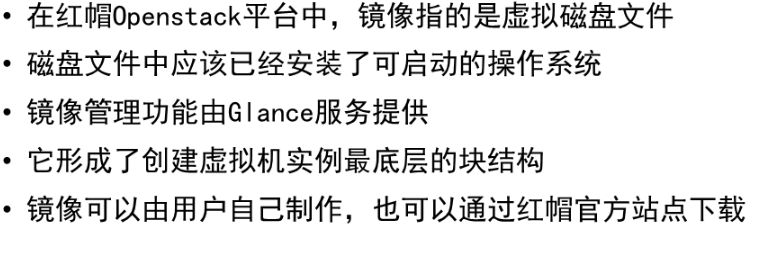 • 在红帽Openstack平台中，镜像指的是虚拟磁盘文件
• 磁盘文件中应该已经安装了可启动的操作系统
• 镜像管理功能由Glance服务提供
• 它形成了创建虚拟机实例最底层的块结构
• 镜像可以由用户自己制作，也可以通过红帽官方站点下载